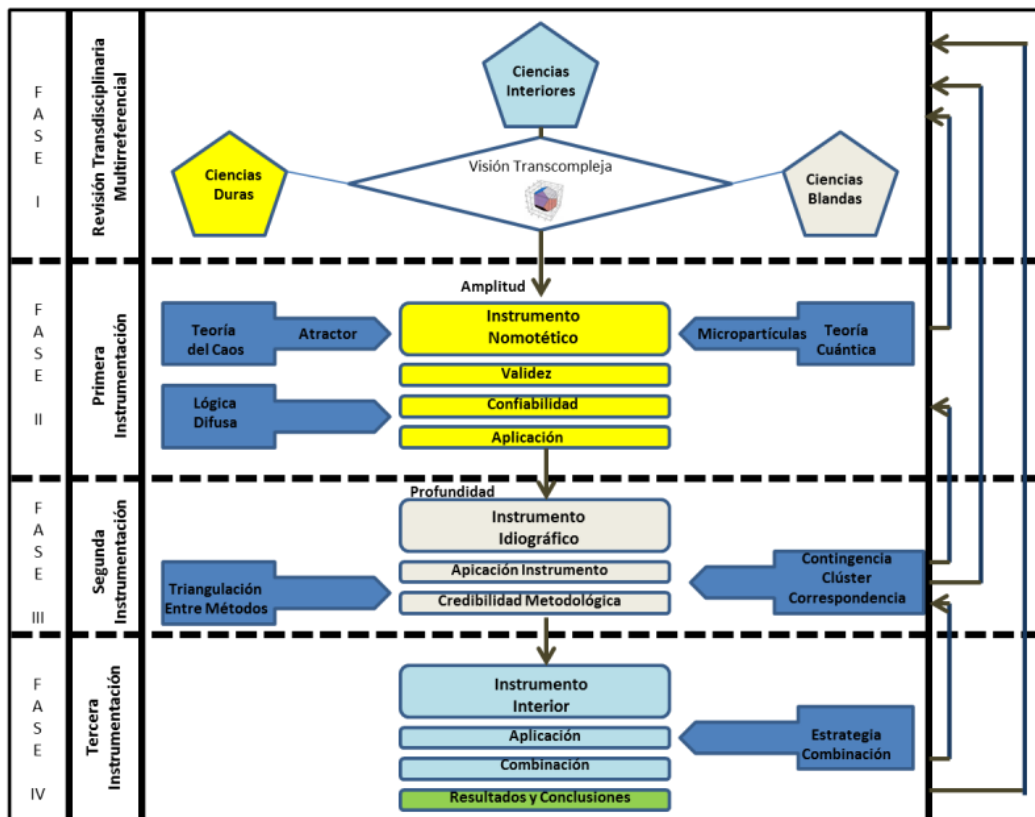 F
A
S
E
I
Revisión Transdisciplinaria
Multirreferencial
Ciencias
Interiores
Ciencias
Duras
Visión Transcompleja
Ciencias
Blandas
F
A
S
E
II
Primera
Instrumentación
Amplitud
Teoría
del Caos
Atractor
Instrumento
Nomotético
Micropartículas
Teoría
Cuántica
Validez
Lógica
Difusa
Confiabilidad
Aplicación
F
A
S
E
III
Segunda
Instrumentación
Profundidad
Instrumento
Idiográfico
Triangulación
Entre Métodos
Apicación Instrumento
Credibilidad Metodológica
Contingencia
Clúster
Correspondencia
F
A
S
E
IV
Tercera
Instrumentación
Instrumento
Interior
Aplicación
Combinación
Estrategia
Combinación
Resultados y Conclusiones